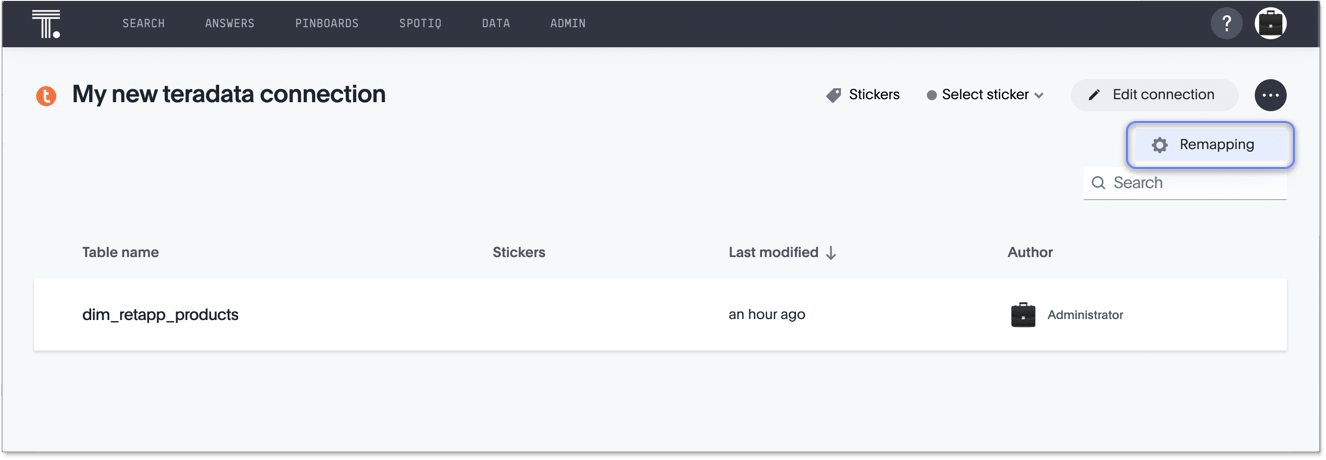 SEARCH ANSWERS PINBOARDS SPOTIQ DATA ADMIN ?
t My new teradata connection Stickers Select sticker Edit connection
Remapping
Search
Table name Stickers Last modified Author
dim_retapp_products an hour ago Administrator